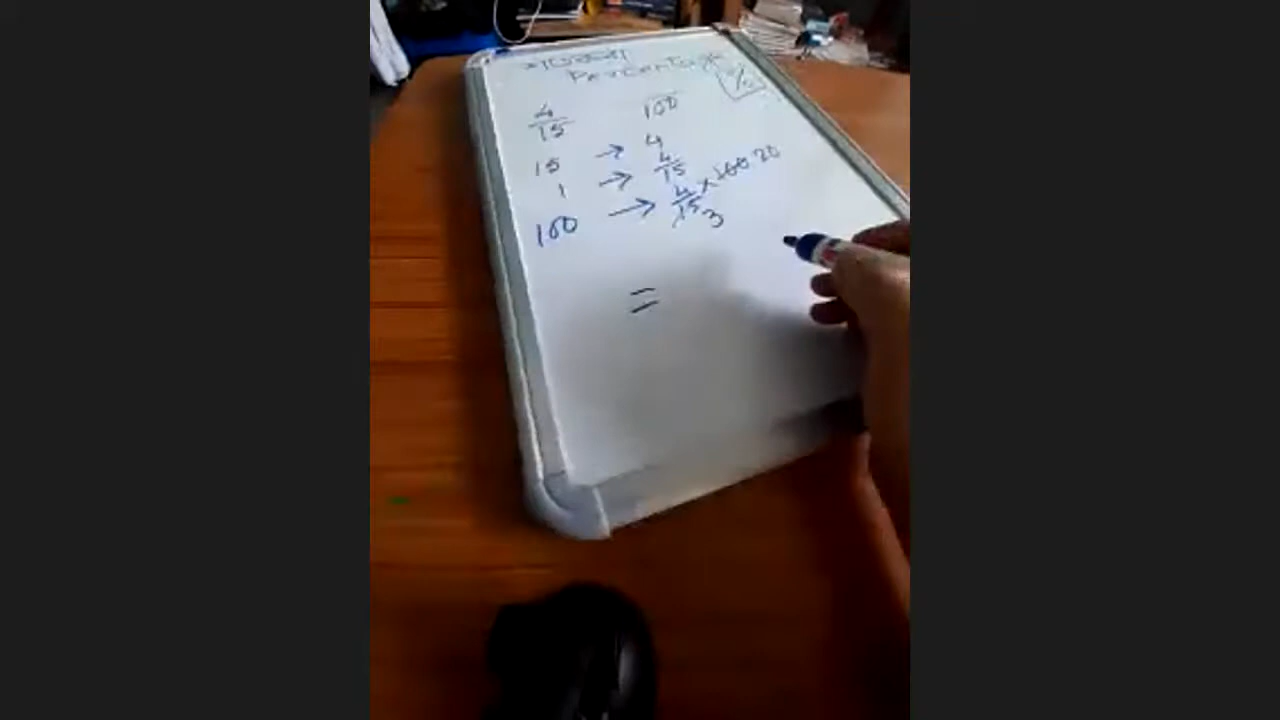 Percentage
%
4/15 100
15 → 4
1 → 4/15
100 → 4/15 × 100 20
3
=